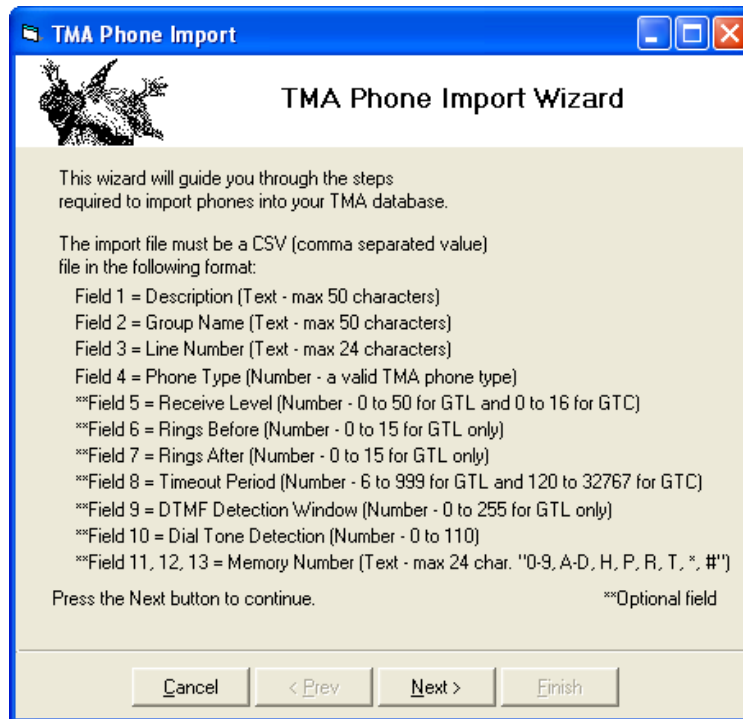 TMA Phone Import
TMA Phone Import Wizard
This wizard will guide you through the steps
required to import phones into your TMA database.
The import file must be a CSV (comma separated value)
file in the following format:
Field 1 = Description (Text - max 50 characters)
Field 2 = Group Name (Text - max 50 characters)
Field 3 = Line Number (Text - max 24 characters)
Field 4 = Phone Type (Number - a valid TMA phone type)
**Field 5 = Receive Level (Number - 0 to 50 for GTL and 0 to 16 for GTC)
**Field 6 = Rings Before (Number - 0 to 15 for GTL only)
**Field 7 = Rings After (Number - 0 to 15 for GTL only)
**Field 8 = Timeout Period (Number - 6 to 999 for GTL and 120 to 32767 for GTC)
**Field 9 = DTMF Detection Window (Number - 0 to 255 for GTL only)
**Field 10 = Dial Tone Detection (Number - 0 to 110)
**Field 11, 12, 13 = Memory Number (Text - max 24 char. "0-9, A-D, H, P, R, T, *, #")
Press the Next button to continue. **Optional field
Cancel < Prev Next > Finish